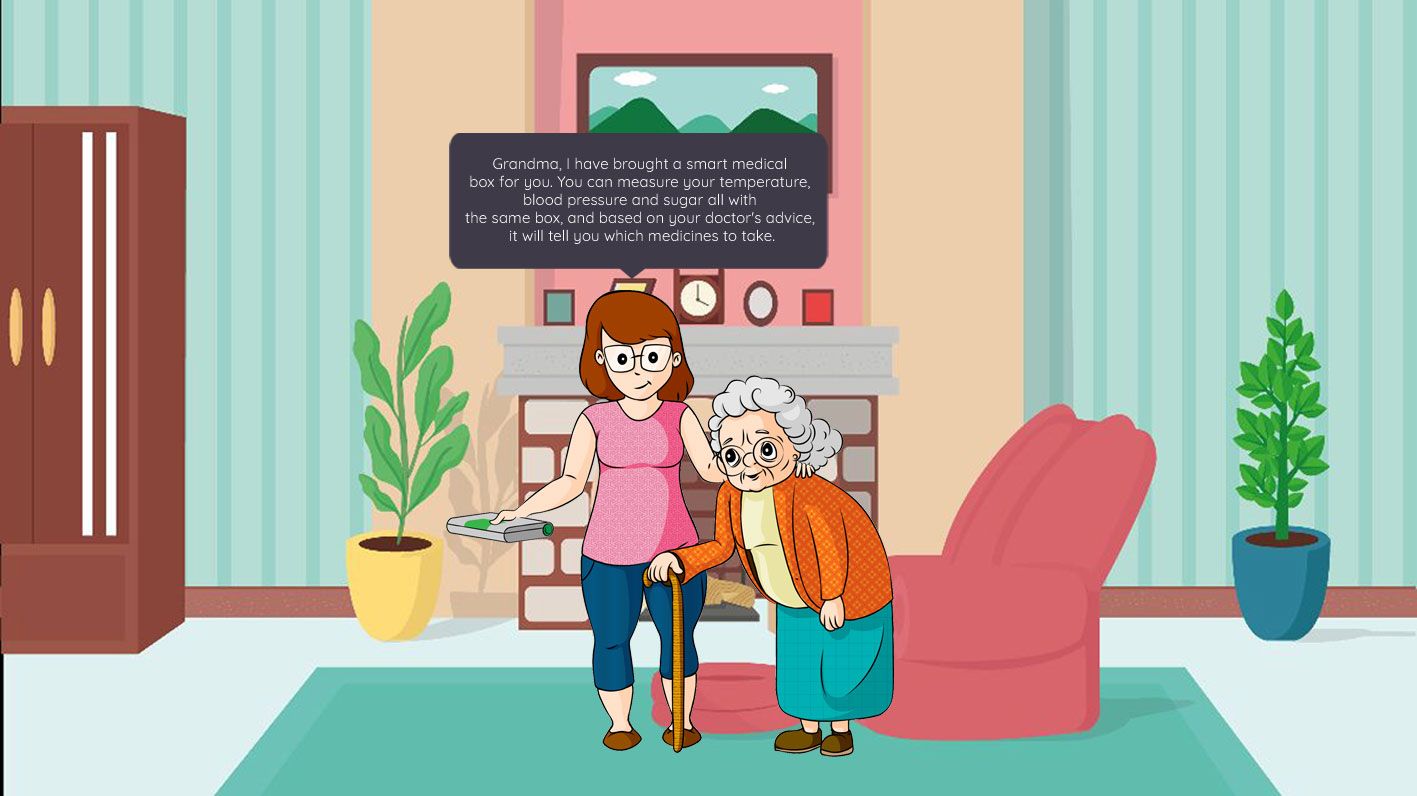 Grandma, I have brought a smart medical
box for you. You can measure your temperature,
blood pressure and sugar all with
the same box, and based on your doctor's advice,
it will tell you which medicines to take.